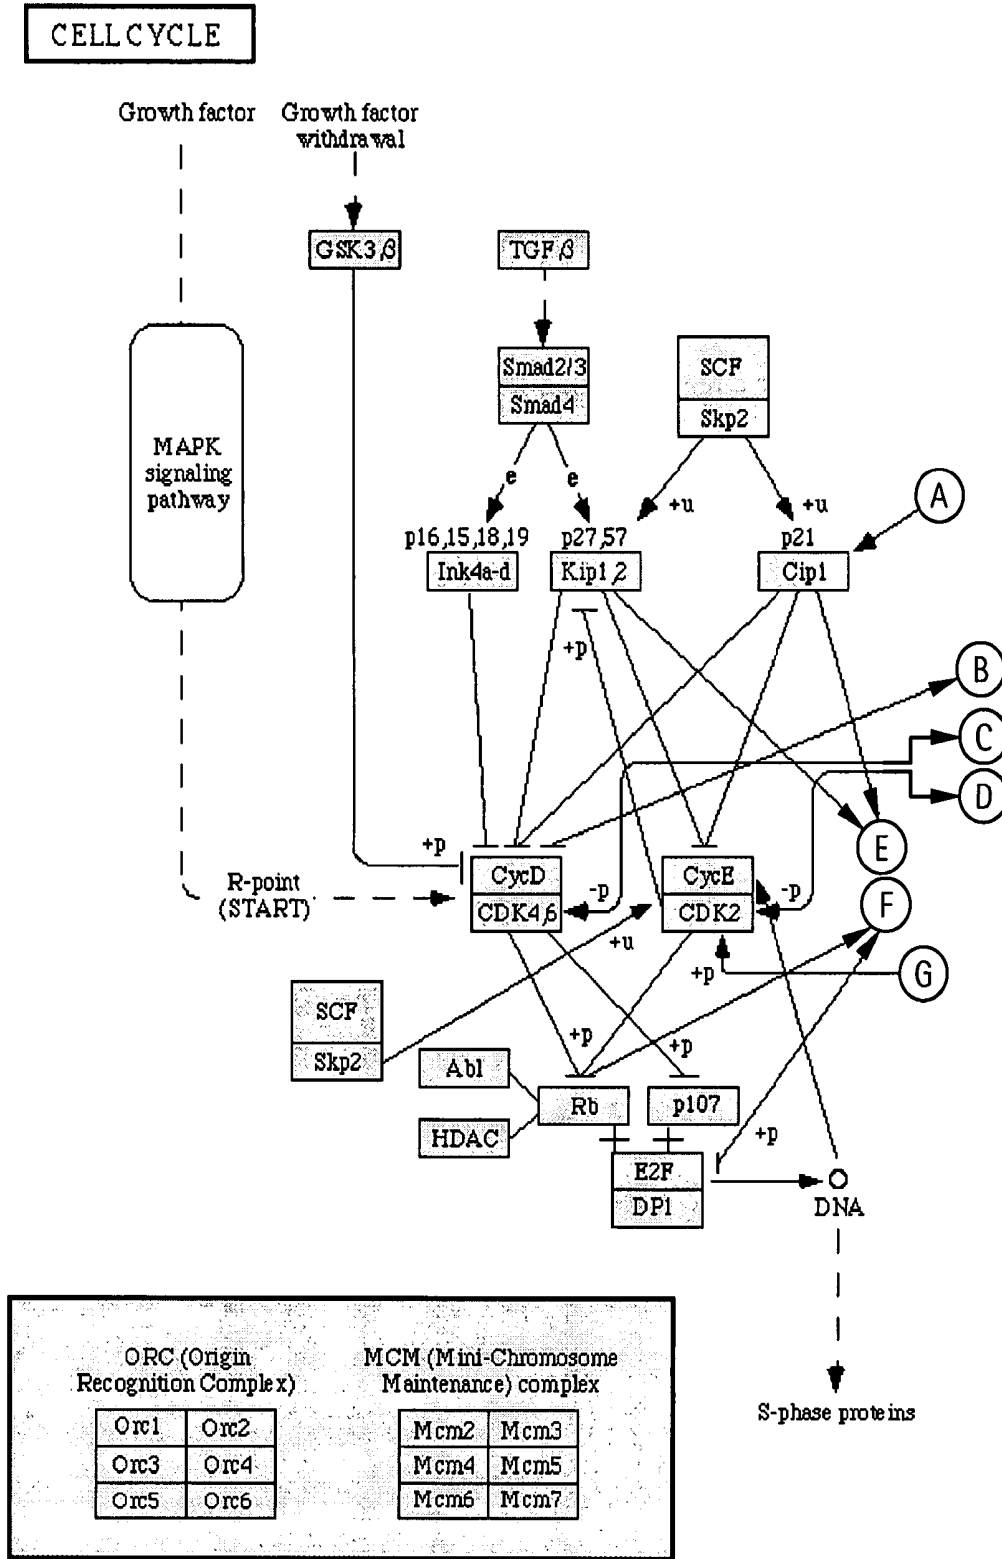 CELL CYCLE
Growth factor
Growth factor
withdrawal
GSK3β
TGFβ
Smad2/3
Smad4
SCF
Skp2
MAPK
signaling
pathway
e
e
+u
+u
A
p16,15,18,19
p27,57
p21
Ink4a-d
Kip1,2
Cip1
+p
B
C
D
E
+p
R-point
(START)
CycD
CDK4,6
-p
CycE
CDK2
-p
F
+u
+p
G
SCF
Skp2
+p
+p
Abl
HDAC
Rb
p107
+p
E2F
DP1
DNA
S-phase proteins
ORC (Origin
Recognition Complex)
Orc1 Orc2
Orc3 Orc4
Orc5 Orc6
MCM (Mini-Chromosome
Maintenance) complex
Mcm2 Mcm3
Mcm4 Mcm5
Mcm6 Mcm7